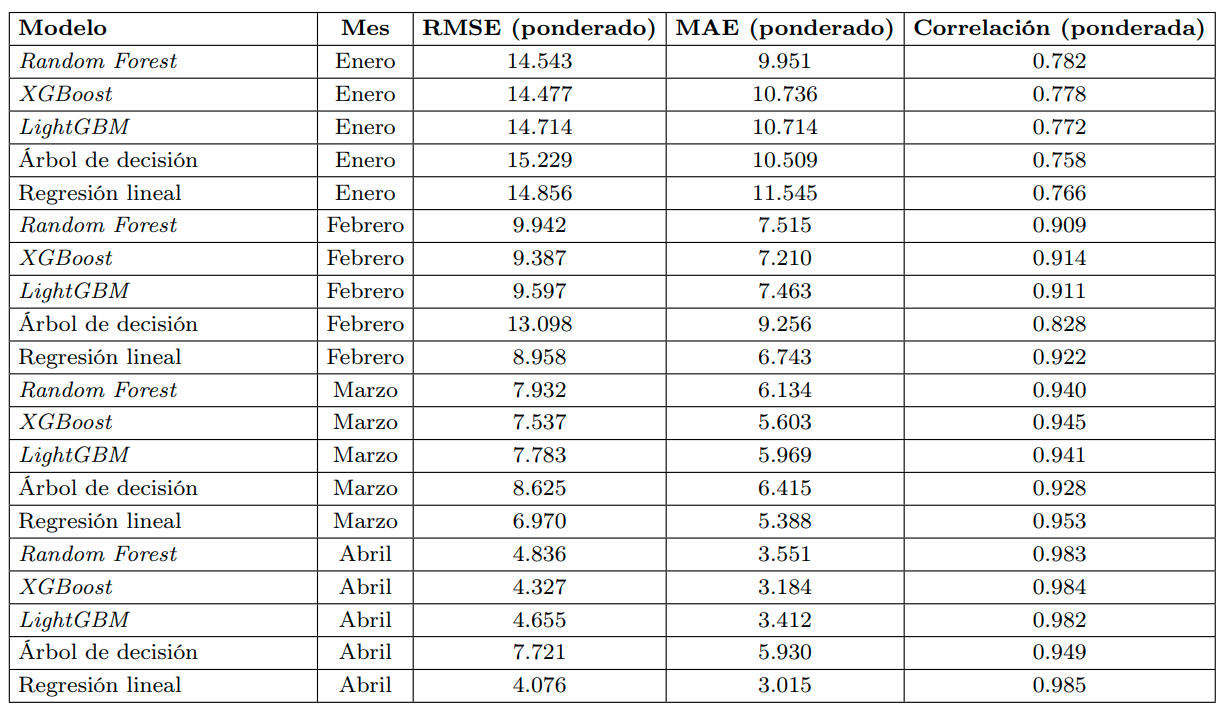 Modelo Mes RMSE (ponderado) MAE (ponderado) Correlación (ponderada)
Random Forest Enero 14.543 9.951 0.782
XGBoost Enero 14.477 10.736 0.778
LightGBM Enero 14.714 10.714 0.772
Árbol de decisión Enero 15.229 10.509 0.758
Regresión lineal Enero 14.856 11.545 0.766
Random Forest Febrero 9.942 7.515 0.909
XGBoost Febrero 9.387 7.210 0.914
LightGBM Febrero 9.597 7.463 0.911
Árbol de decisión Febrero 13.098 9.256 0.828
Regresión lineal Febrero 8.958 6.743 0.922
Random Forest Marzo 7.932 6.134 0.940
XGBoost Marzo 7.537 5.603 0.945
LightGBM Marzo 7.783 5.969 0.941
Árbol de decisión Marzo 8.625 6.415 0.928
Regresión lineal Marzo 6.970 5.388 0.953
Random Forest Abril 4.836 3.551 0.983
XGBoost Abril 4.327 3.184 0.984
LightGBM Abril 4.655 3.412 0.982
Árbol de decisión Abril 7.721 5.930 0.949
Regresión lineal Abril 4.076 3.015 0.985